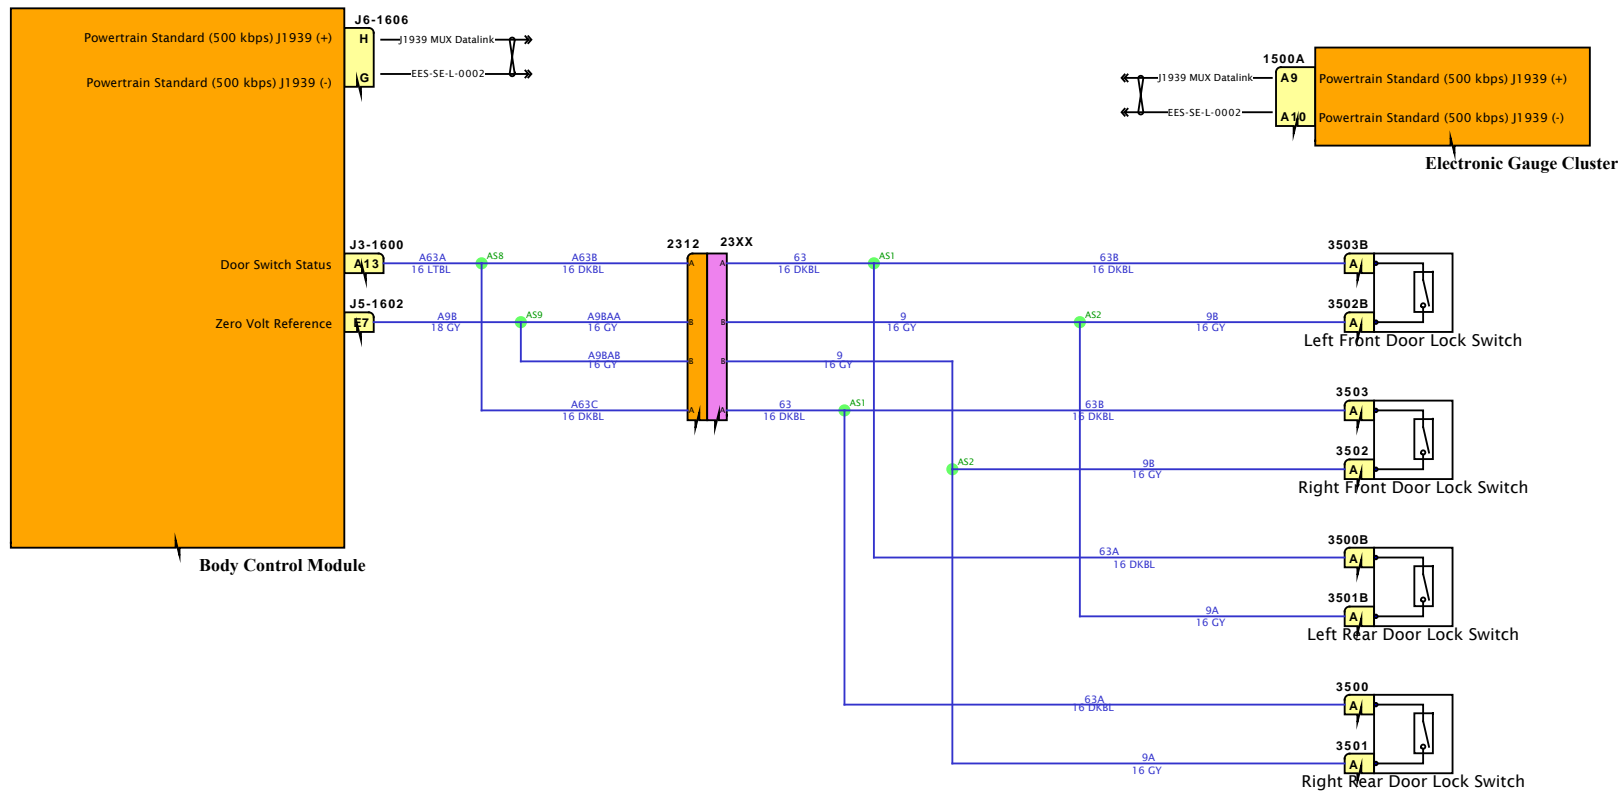 J6-1606
Powertrain Standard (500 kbps) J1939 (+)
H
J1939 MUX Datalink
Powertrain Standard (500 kbps) J1939 (-)
G
EES-SE-L-0002
1500A
J1939 MUX Datalink
A9
Powertrain Standard (500 kbps) J1939 (+)
EES-SE-L-0002
A10
Powertrain Standard (500 kbps) J1939 (-)
Electronic Gauge Cluster
J3-1600
Door Switch Status
A13
A63A
16 LTBL
AS8
A63B
16 DKBL
2312
23XX
A
A
63
16 DKBL
AS1
63B
16 DKBL
3503B
A
J5-1602
Zero Volt Reference
E7
A9B
18 GY
AS9
A9BAA
16 GY
B
B
9
16 GY
AS2
9B
16 GY
3502B
A
Left Front Door Lock Switch
A9BAB
16 GY
B
B
9
16 GY
A63C
16 DKBL
A
A
63
16 DKBL
AS1
63B
16 DKBL
3503
A
AS2
9B
16 GY
3502
A
Right Front Door Lock Switch
Body Control Module
63A
16 DKBL
3500B
A
9A
16 GY
3501B
A
Left Rear Door Lock Switch
63A
16 DKBL
3500
A
9A
16 GY
3501
A
Right Rear Door Lock Switch